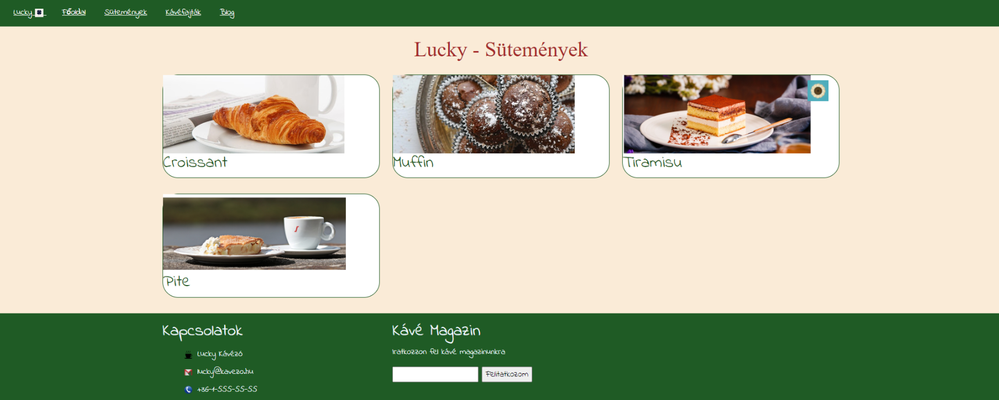 Lucky Főoldal Sütemények Kávéfajták Blog
Lucky - Sütemények
Croissant
Muffin
Tiramisu
Pite
Kapcsolatok
Lucky Kávézó
lucky@kavezo.hu
+36-1-555-55-55
Kávé Magazin
Iratkozzon fel kávé magazinunkra
Felitatkozom